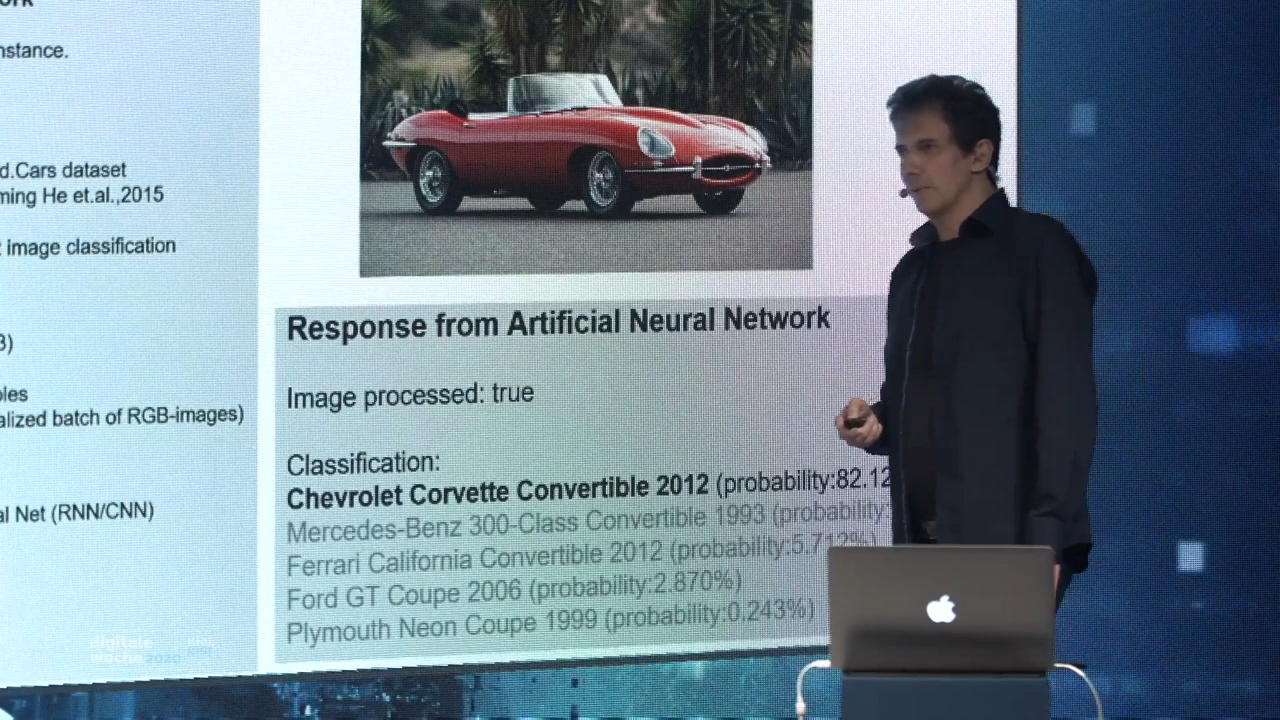 nstance.
d.Cars dataset
ming He et.al.,2015
image classification
3)
alized batch of RGB-images)
al Net (RNN/CNN)
Response from Artificial Neural Network
Image processed: true
Classification:
Chevrolet Corvette Convertible 2012 (probability:82.12
Mercedes-Benz 300-Class Convertible 1993 (probability:
Ferrari California Convertible 2012 (probability:5.712%)
Ford GT Coupe 2006 (probability:2.870%)
Plymouth Neon Coupe 1999 (probability:0.243%)
digitale
woche 2020